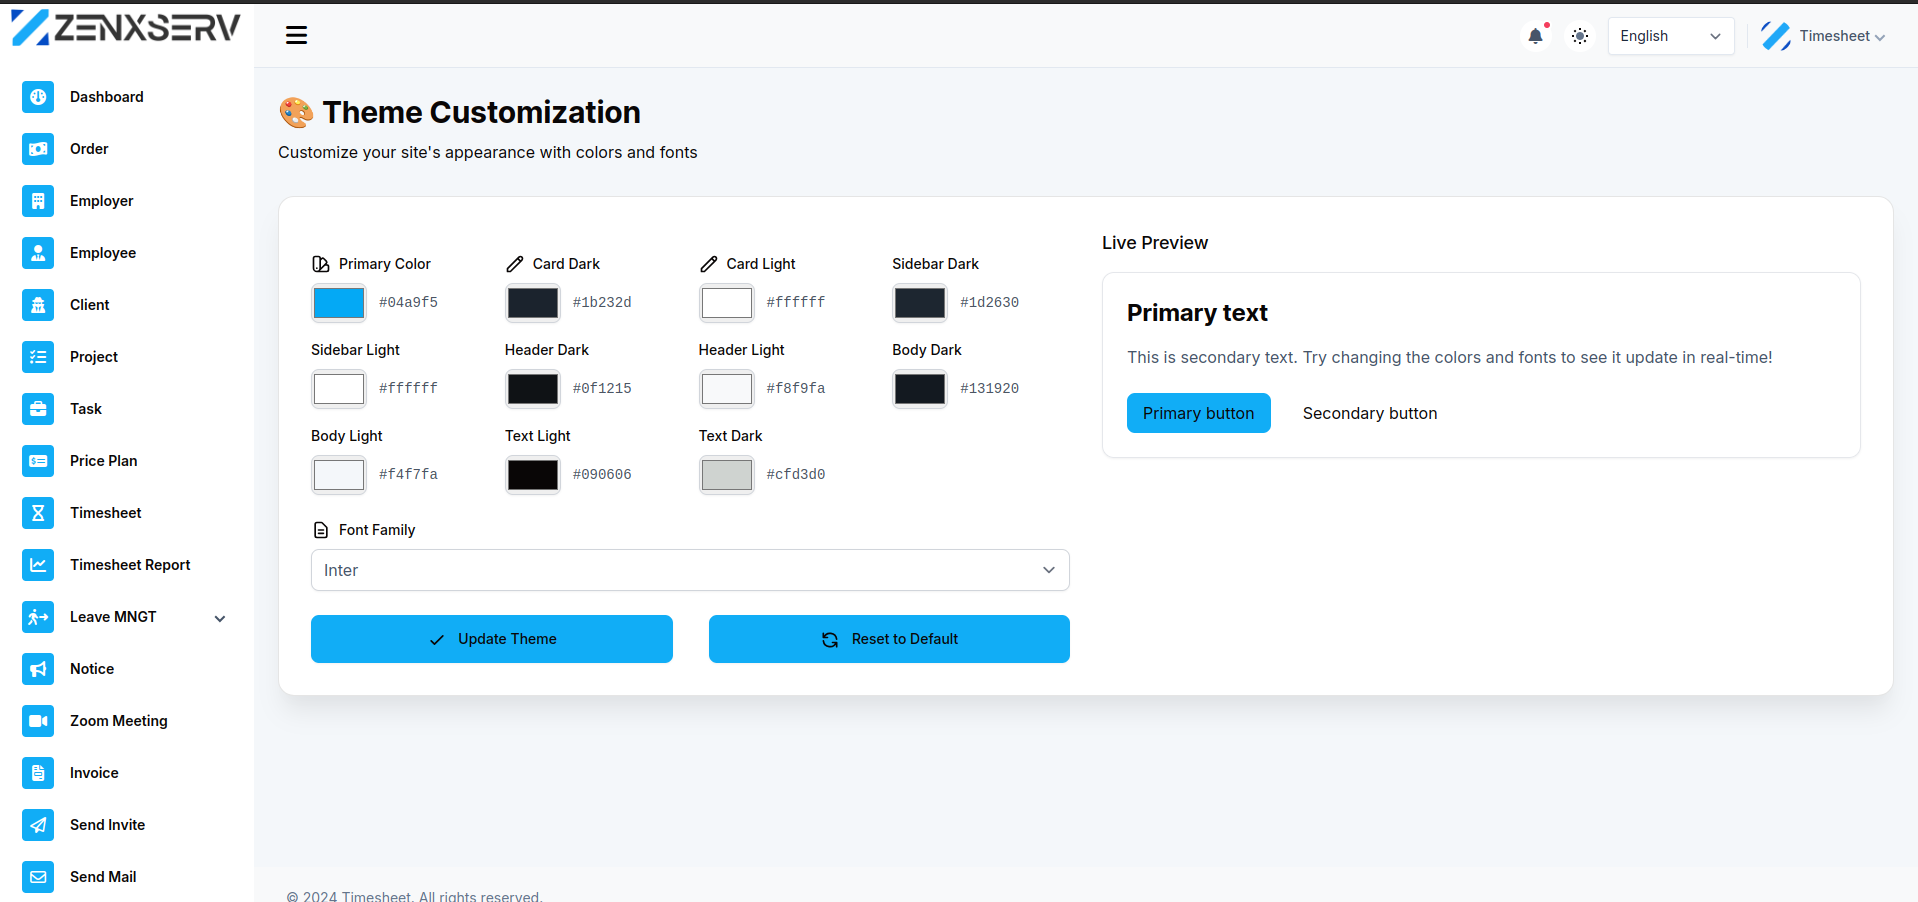 ZENXSERV
English
Timesheet
Dashboard
Order
Employer
Employee
Client
Project
Task
Price Plan
Timesheet
Timesheet Report
Leave MNGT
Notice
Zoom Meeting
Invoice
Send Invite
Send Mail
Theme Customization
Customize your site's appearance with colors and fonts
Primary Color
#04a9f5
Card Dark
#1b232d
Card Light
#ffffff
Sidebar Dark
#1d2630
Sidebar Light
#ffffff
Header Dark
#0f1215
Header Light
#f8f9fa
Body Dark
#131920
Body Light
#f4f7fa
Text Light
#090606
Text Dark
#cfd3d0
Font Family
Inter
Update Theme
Reset to Default
Live Preview
Primary text
This is secondary text. Try changing the colors and fonts to see it update in real-time!
Primary button
Secondary button
© 2024 Timesheet. All rights reserved.